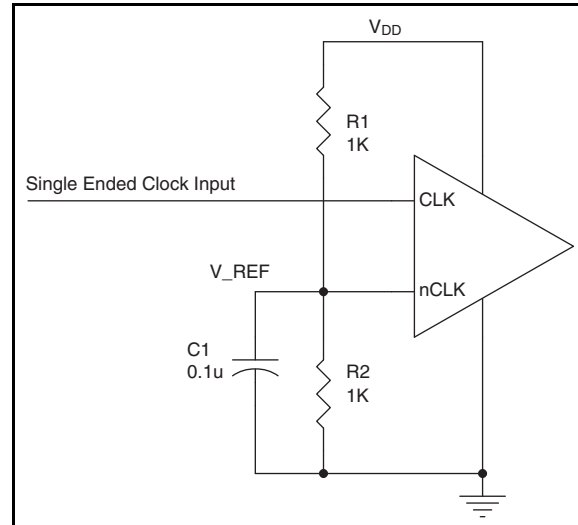 VDD
R1
1K
Single Ended Clock Input
CLK
V_REF
nCLK
C1
0.1u
R2
1K